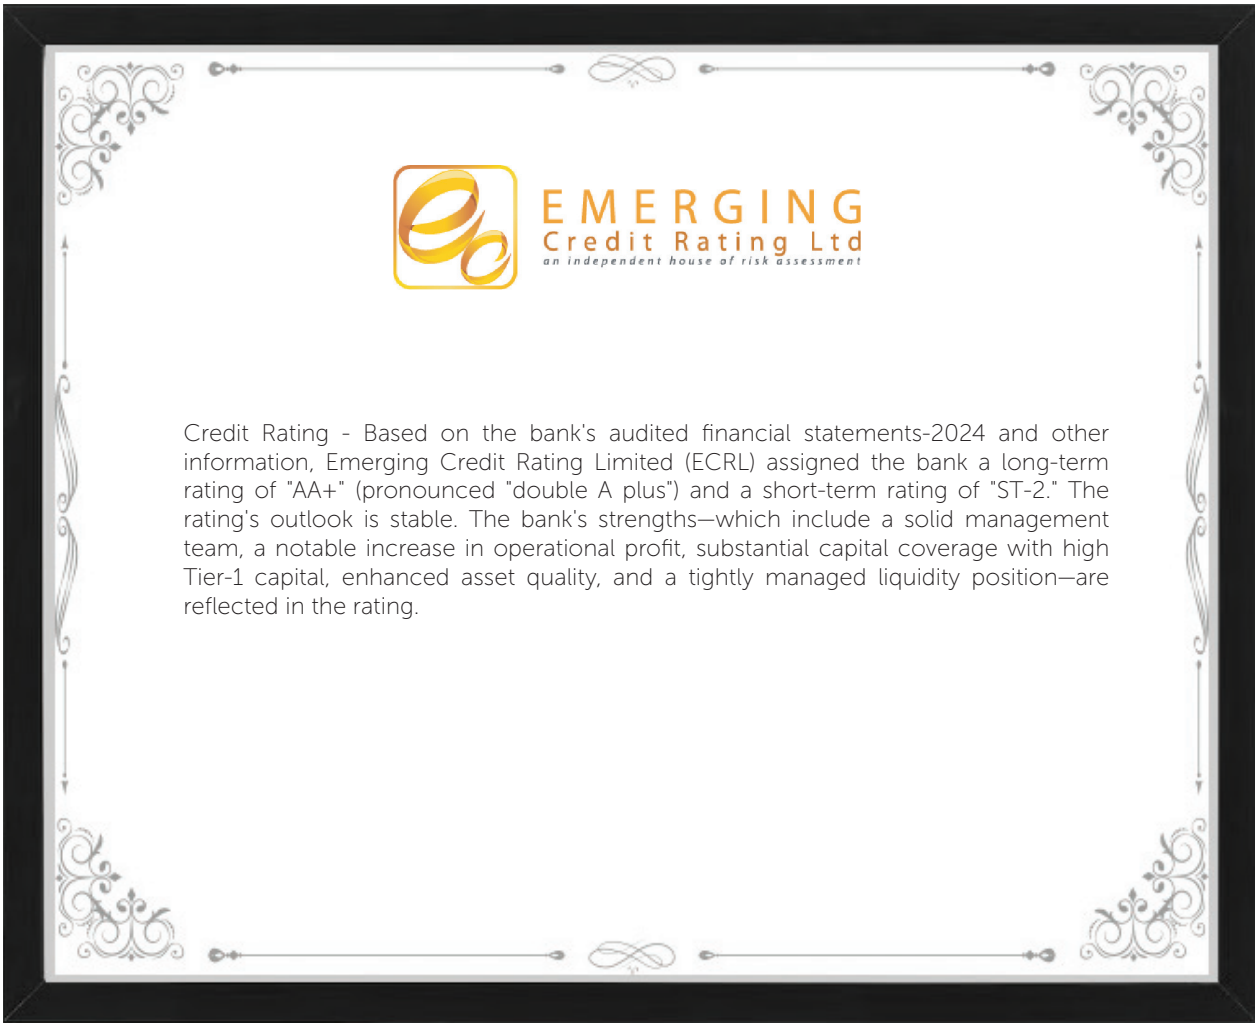 EMERGING
Credit Rating Ltd
an independent house of risk assessment
Credit Rating - Based on the bank's audited financial statements-2024 and other
information, Emerging Credit Rating Limited (ECRL) assigned the bank a long-term
rating of "AA+" (pronounced "double A plus") and a short-term rating of "ST-2." The
rating's outlook is stable. The bank's strengths—which include a solid management
team, a notable increase in operational profit, substantial capital coverage with high
Tier-1 capital, enhanced asset quality, and a tightly managed liquidity position—are
reflected in the rating.